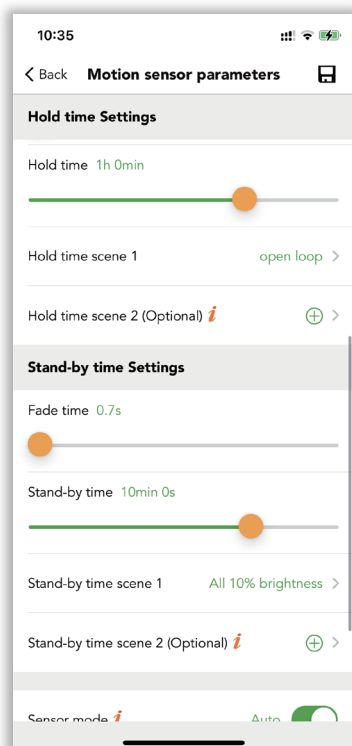 10:35
Back Motion sensor parameters
Hold time Settings
Hold time 1h 0min
Hold time scene 1 open loop
Hold time scene 2 (Optional) i
Stand-by time Settings
Fade time 0.7s
Stand-by time 10min 0s
Stand-by time scene 1 All 10% brightness
Stand-by time scene 2 (Optional) i
Sensor mode i Auto